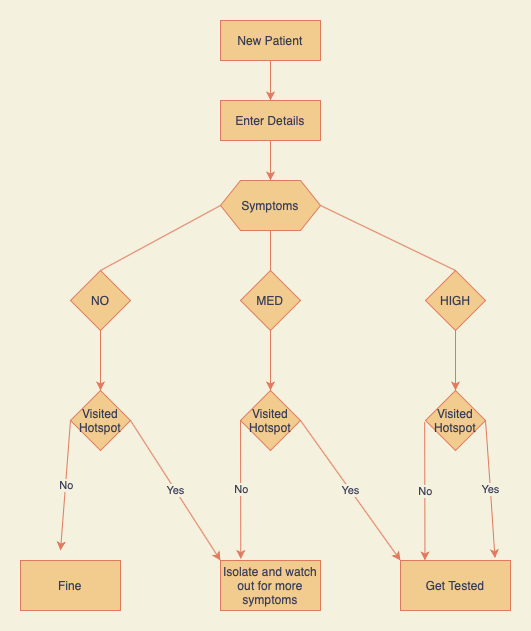 New Patient
Enter Details
Symptoms
NO
MED
HIGH
Visited
Hotspot
Visited
Hotspot
Visited
Hotspot
No
Yes
No
Yes
No
Yes
Fine
Isolate and watch
out for more
symptoms
Get Tested